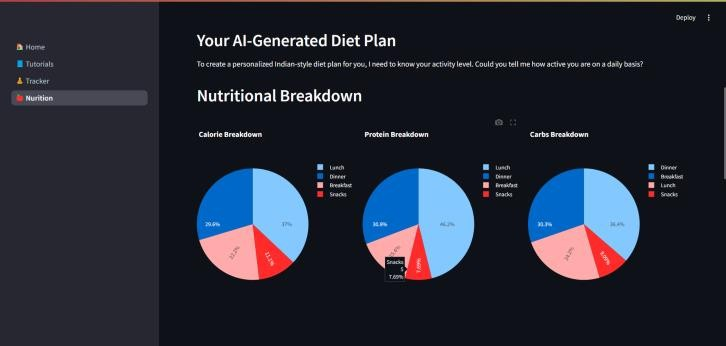 Deploy
Home
Tutorials
Tracker
Nurition
Your AI-Generated Diet Plan
To create a personalized Indian-style diet plan for you, I need to know your activity level. Could you tell me how active you are on a daily basis?
Nutritional Breakdown
Calorie Breakdown
Lunch
Dinner
Breakfast
Snacks
29.6%
37%
22.2%
11.1%
Protein Breakdown
Lunch
Dinner
Breakfast
Snacks
30.8%
46.2%
7.69%
Snacks
5
7.69%
Carbs Breakdown
Dinner
Breakfast
Lunch
Snacks
30.3%
36.4%
24.2%
9.09%